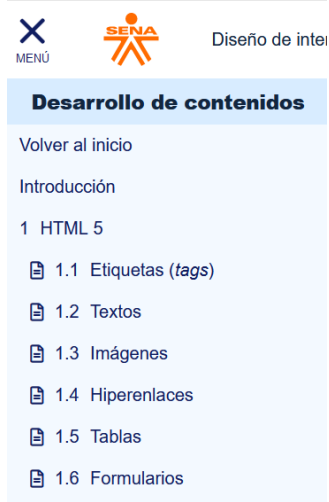 MENÚ
SENA
Diseño de inter
Desarrollo de contenidos
Volver al inicio
Introducción
1 HTML 5
1.1 Etiquetas (tags)
1.2 Textos
1.3 Imágenes
1.4 Hiperenlaces
1.5 Tablas
1.6 Formularios